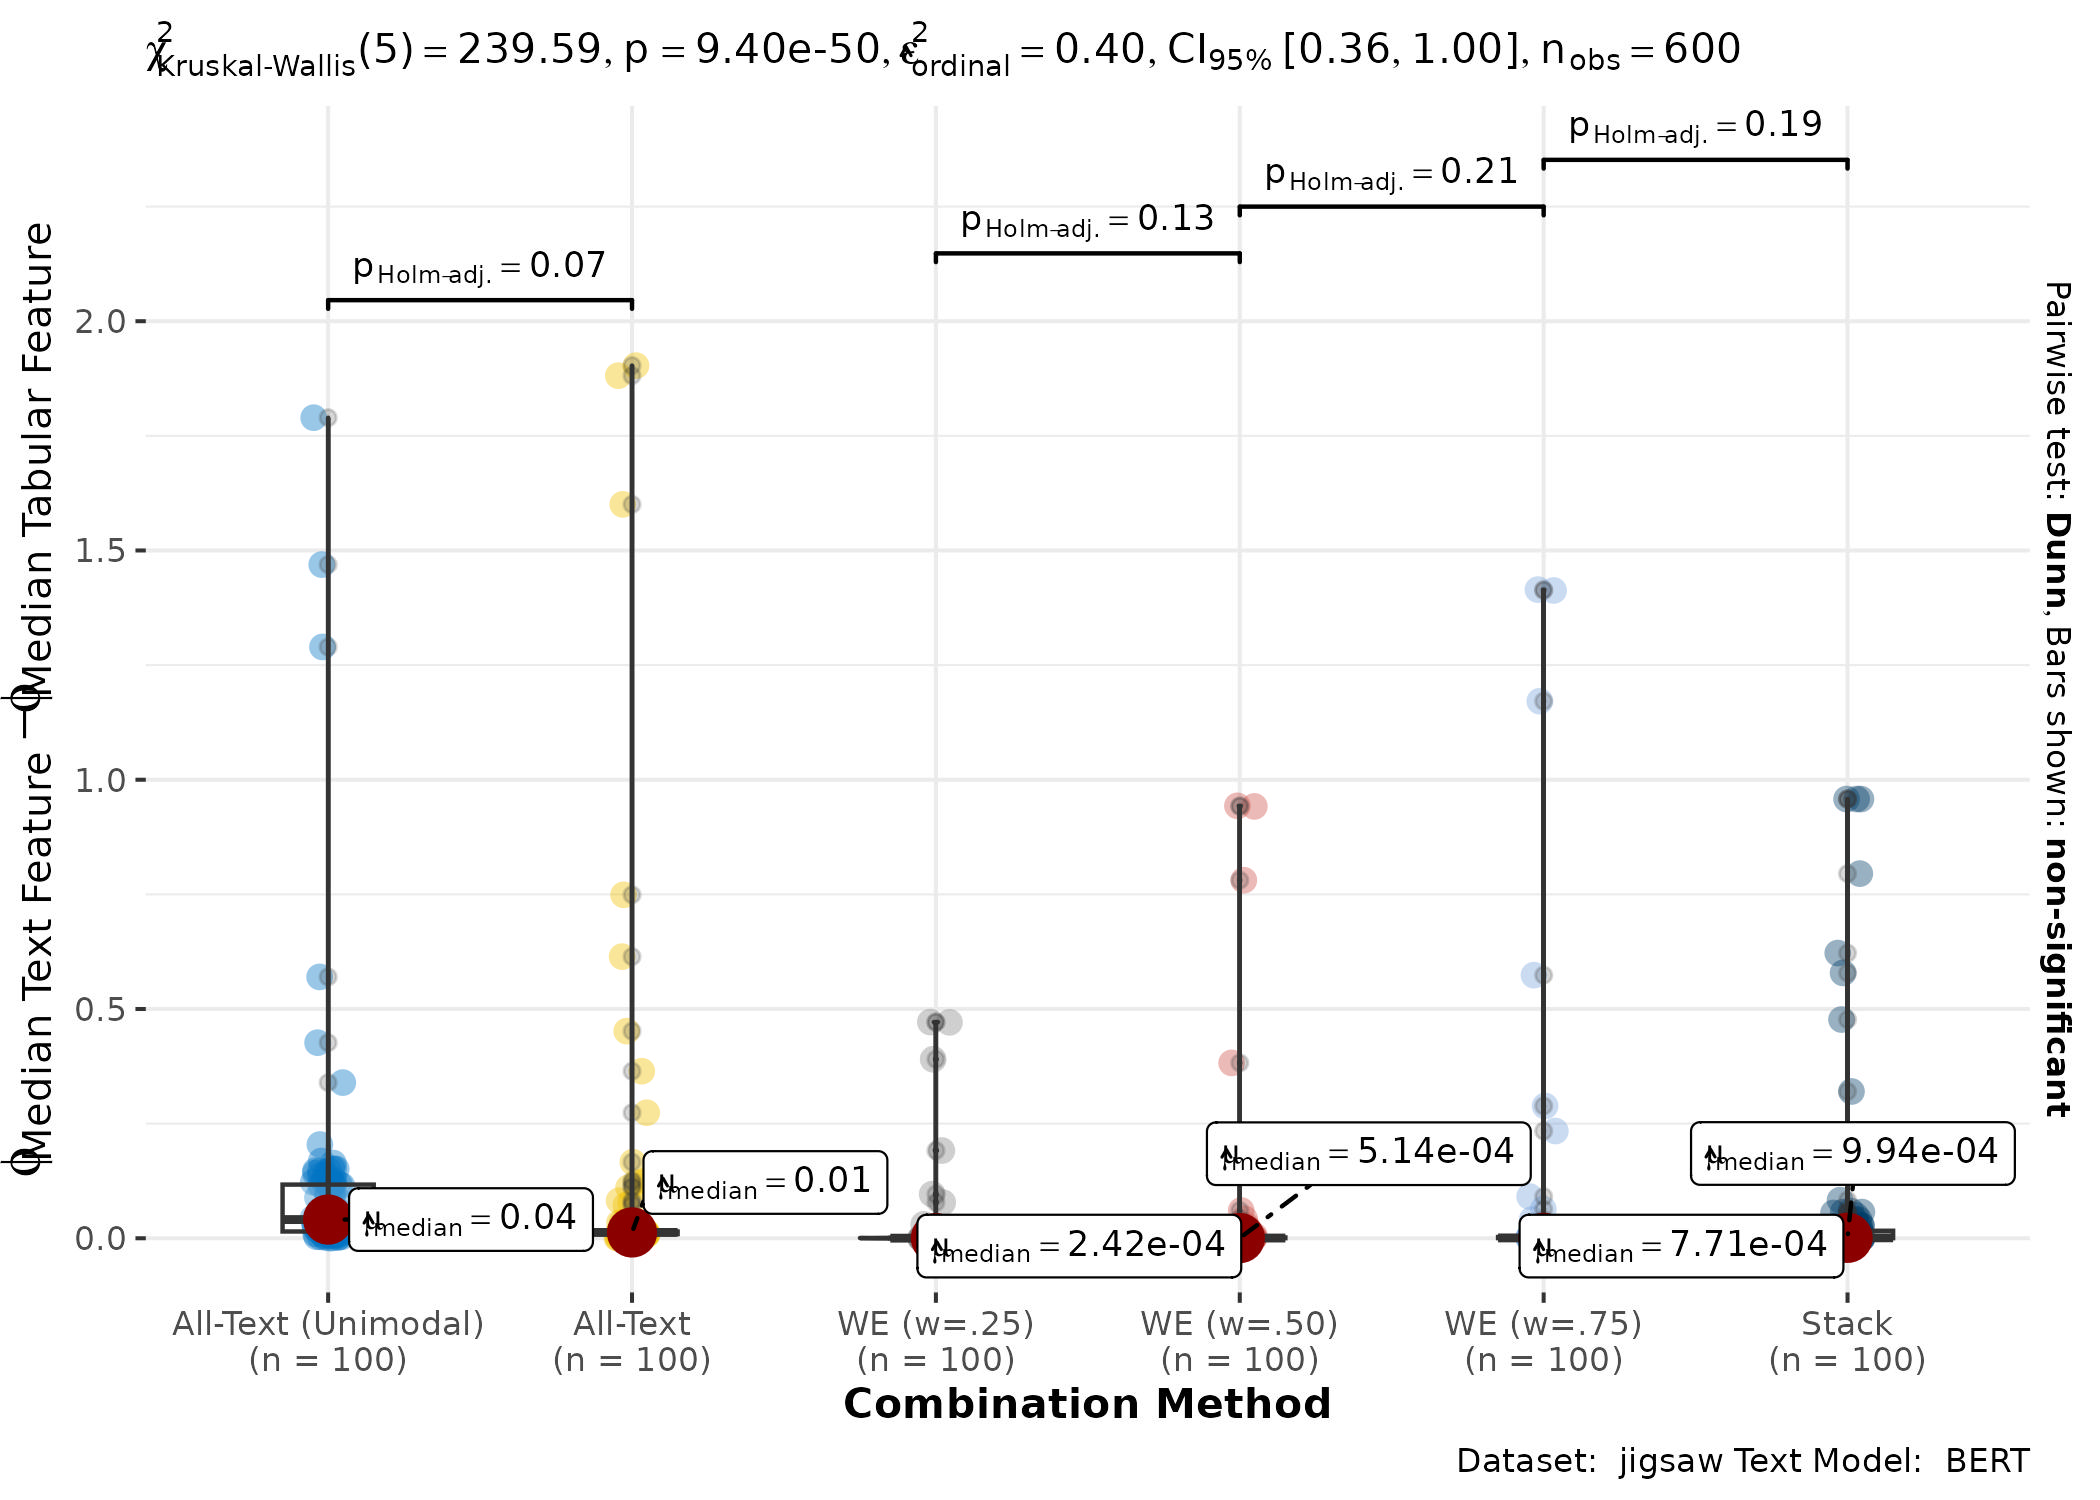 χ²Kruskal-Wallis(5) = 239.59, p = 9.40e-50, ε̂²ordinal = 0.40, CI95% [0.36, 1.00], nobs = 600
pHolm-adj. = 0.19
pHolm-adj. = 0.21
pHolm-adj. = 0.13
pHolm-adj. = 0.07
ϕMedian Text Feature − ϕMedian Tabular Feature
2.0
1.5
1.0
0.5
0.0
μ̂median = 0.04
μ̂median = 0.01
μ̂median = 2.42e-04
μ̂median = 5.14e-04
μ̂median = 7.71e-04
μ̂median = 9.94e-04
Pairwise test: Dunn, Bars shown: non-significant
All-Text (Unimodal)
(n = 100)
All-Text
(n = 100)
WE (w=.25)
(n = 100)
WE (w=.50)
(n = 100)
WE (w=.75)
(n = 100)
Stack
(n = 100)
Combination Method
Dataset: jigsaw Text Model: BERT